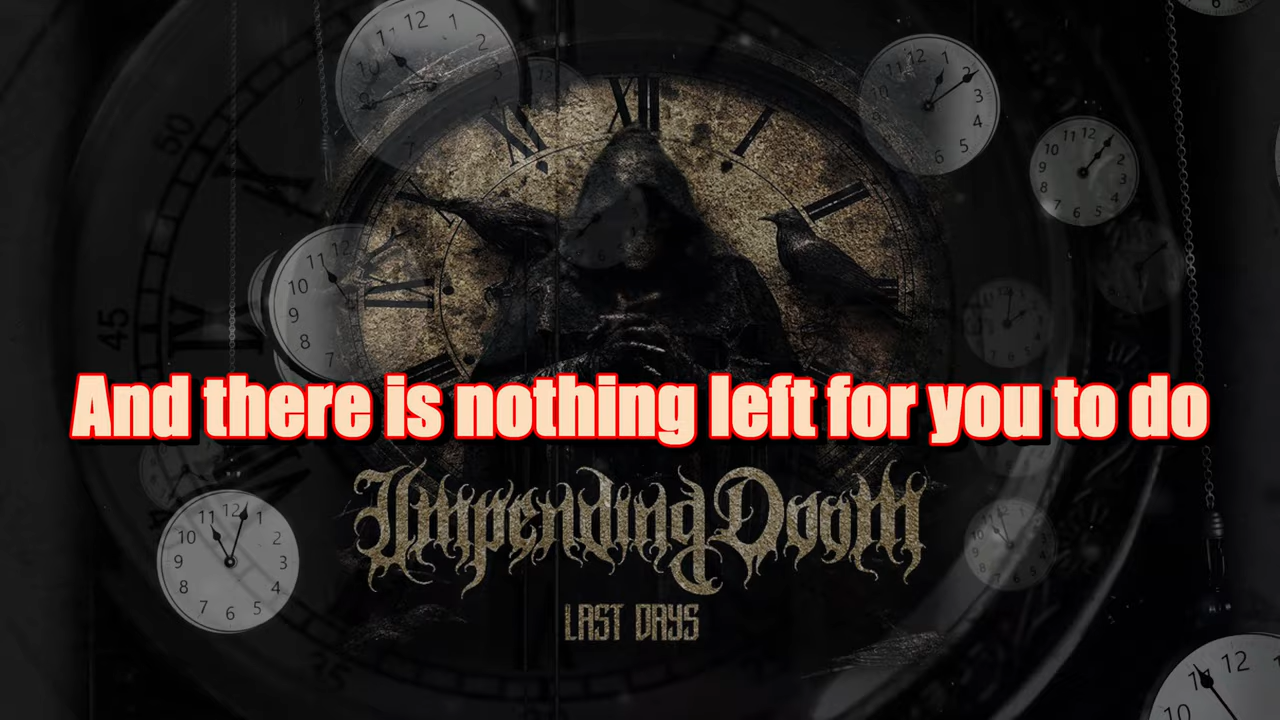 And there is nothing left for you to do
Impending Doom
LAST DAYS